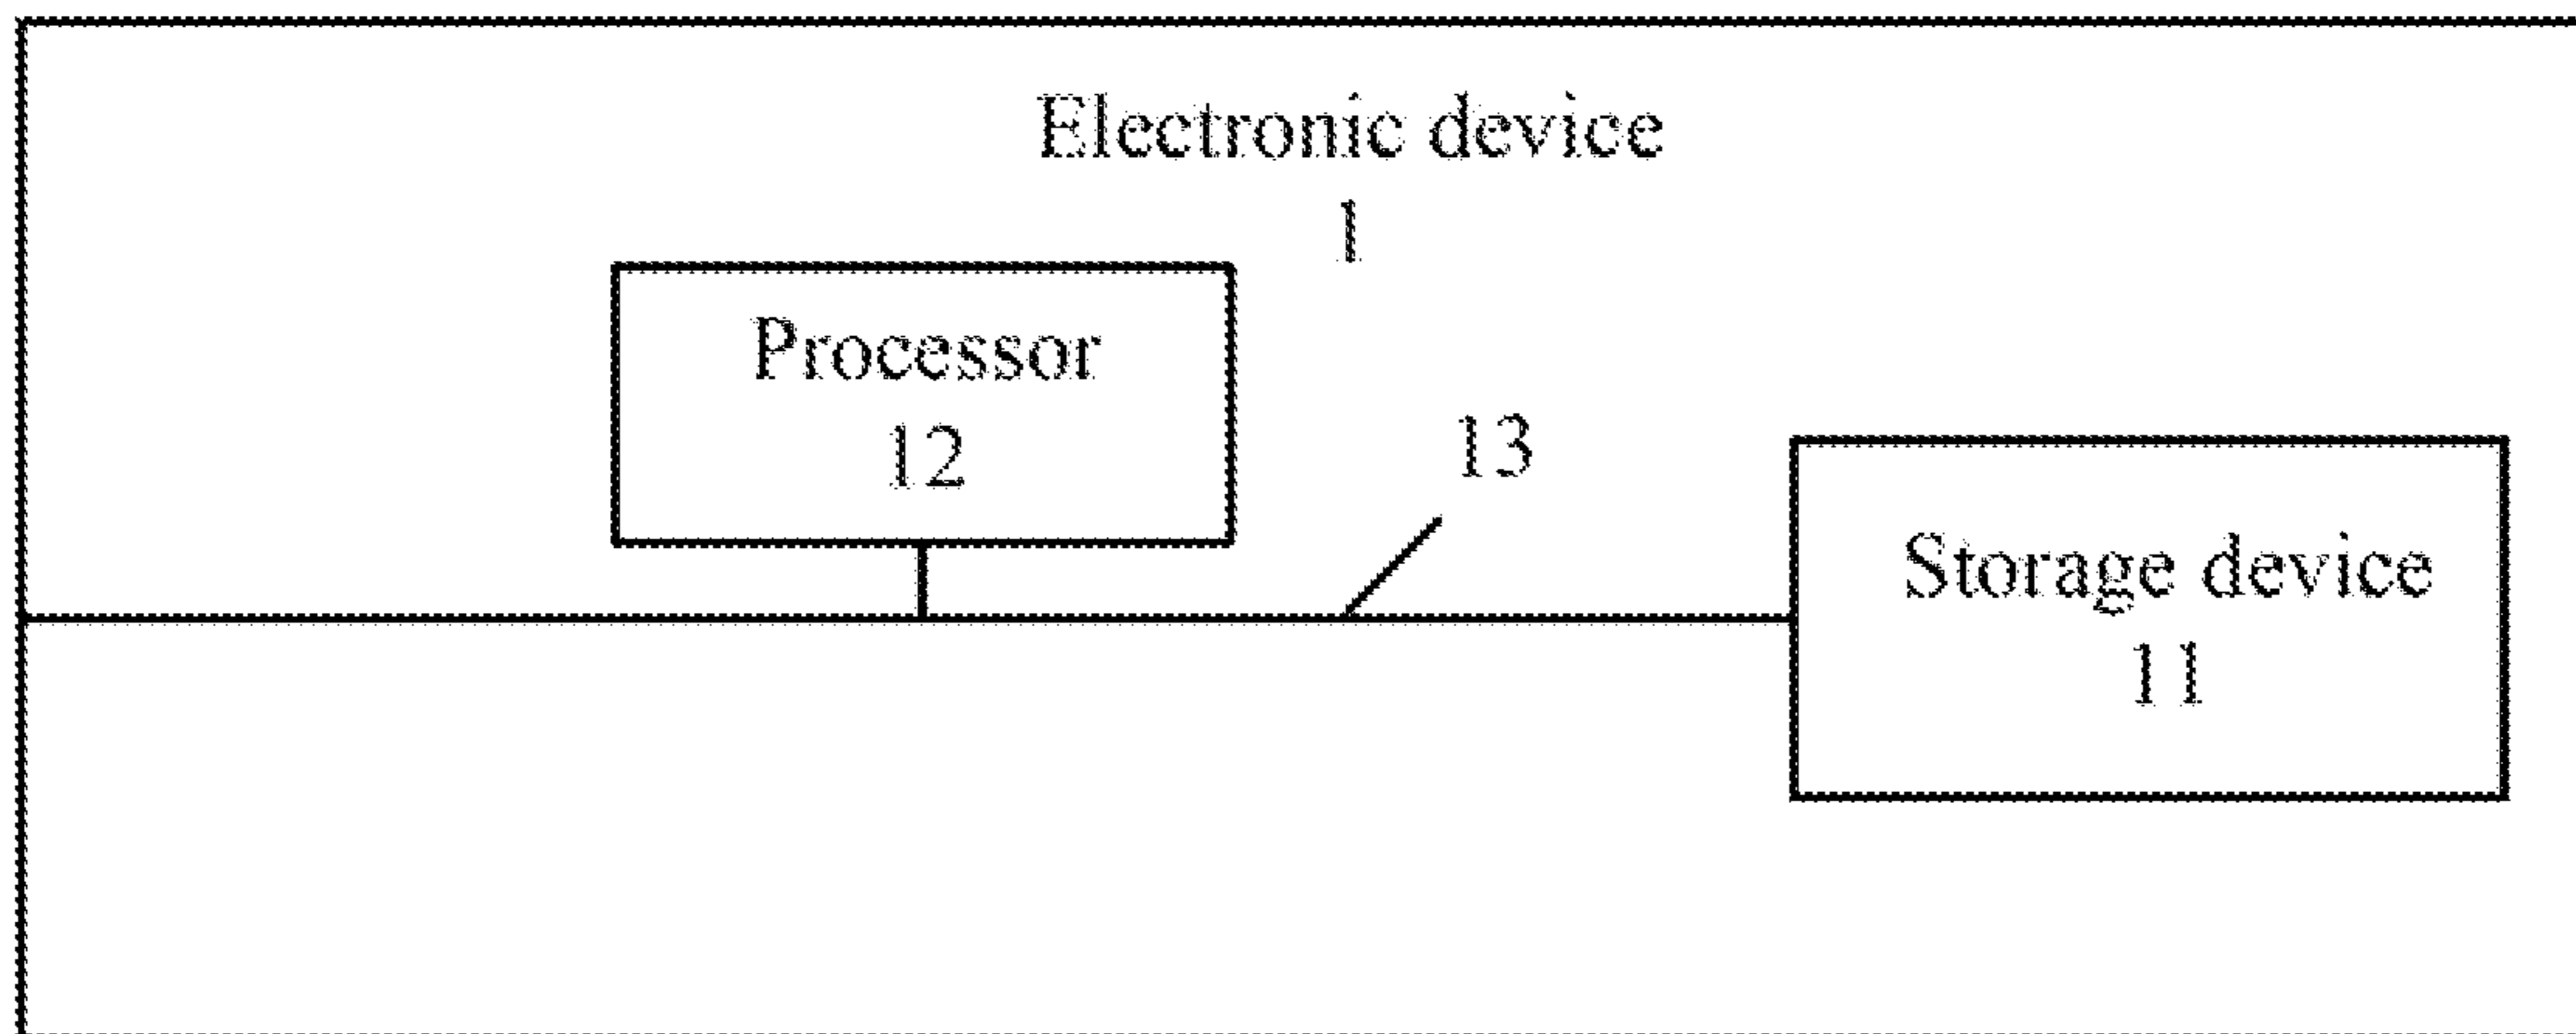 Electronic device
1
Processor
12
13
Storage device
11